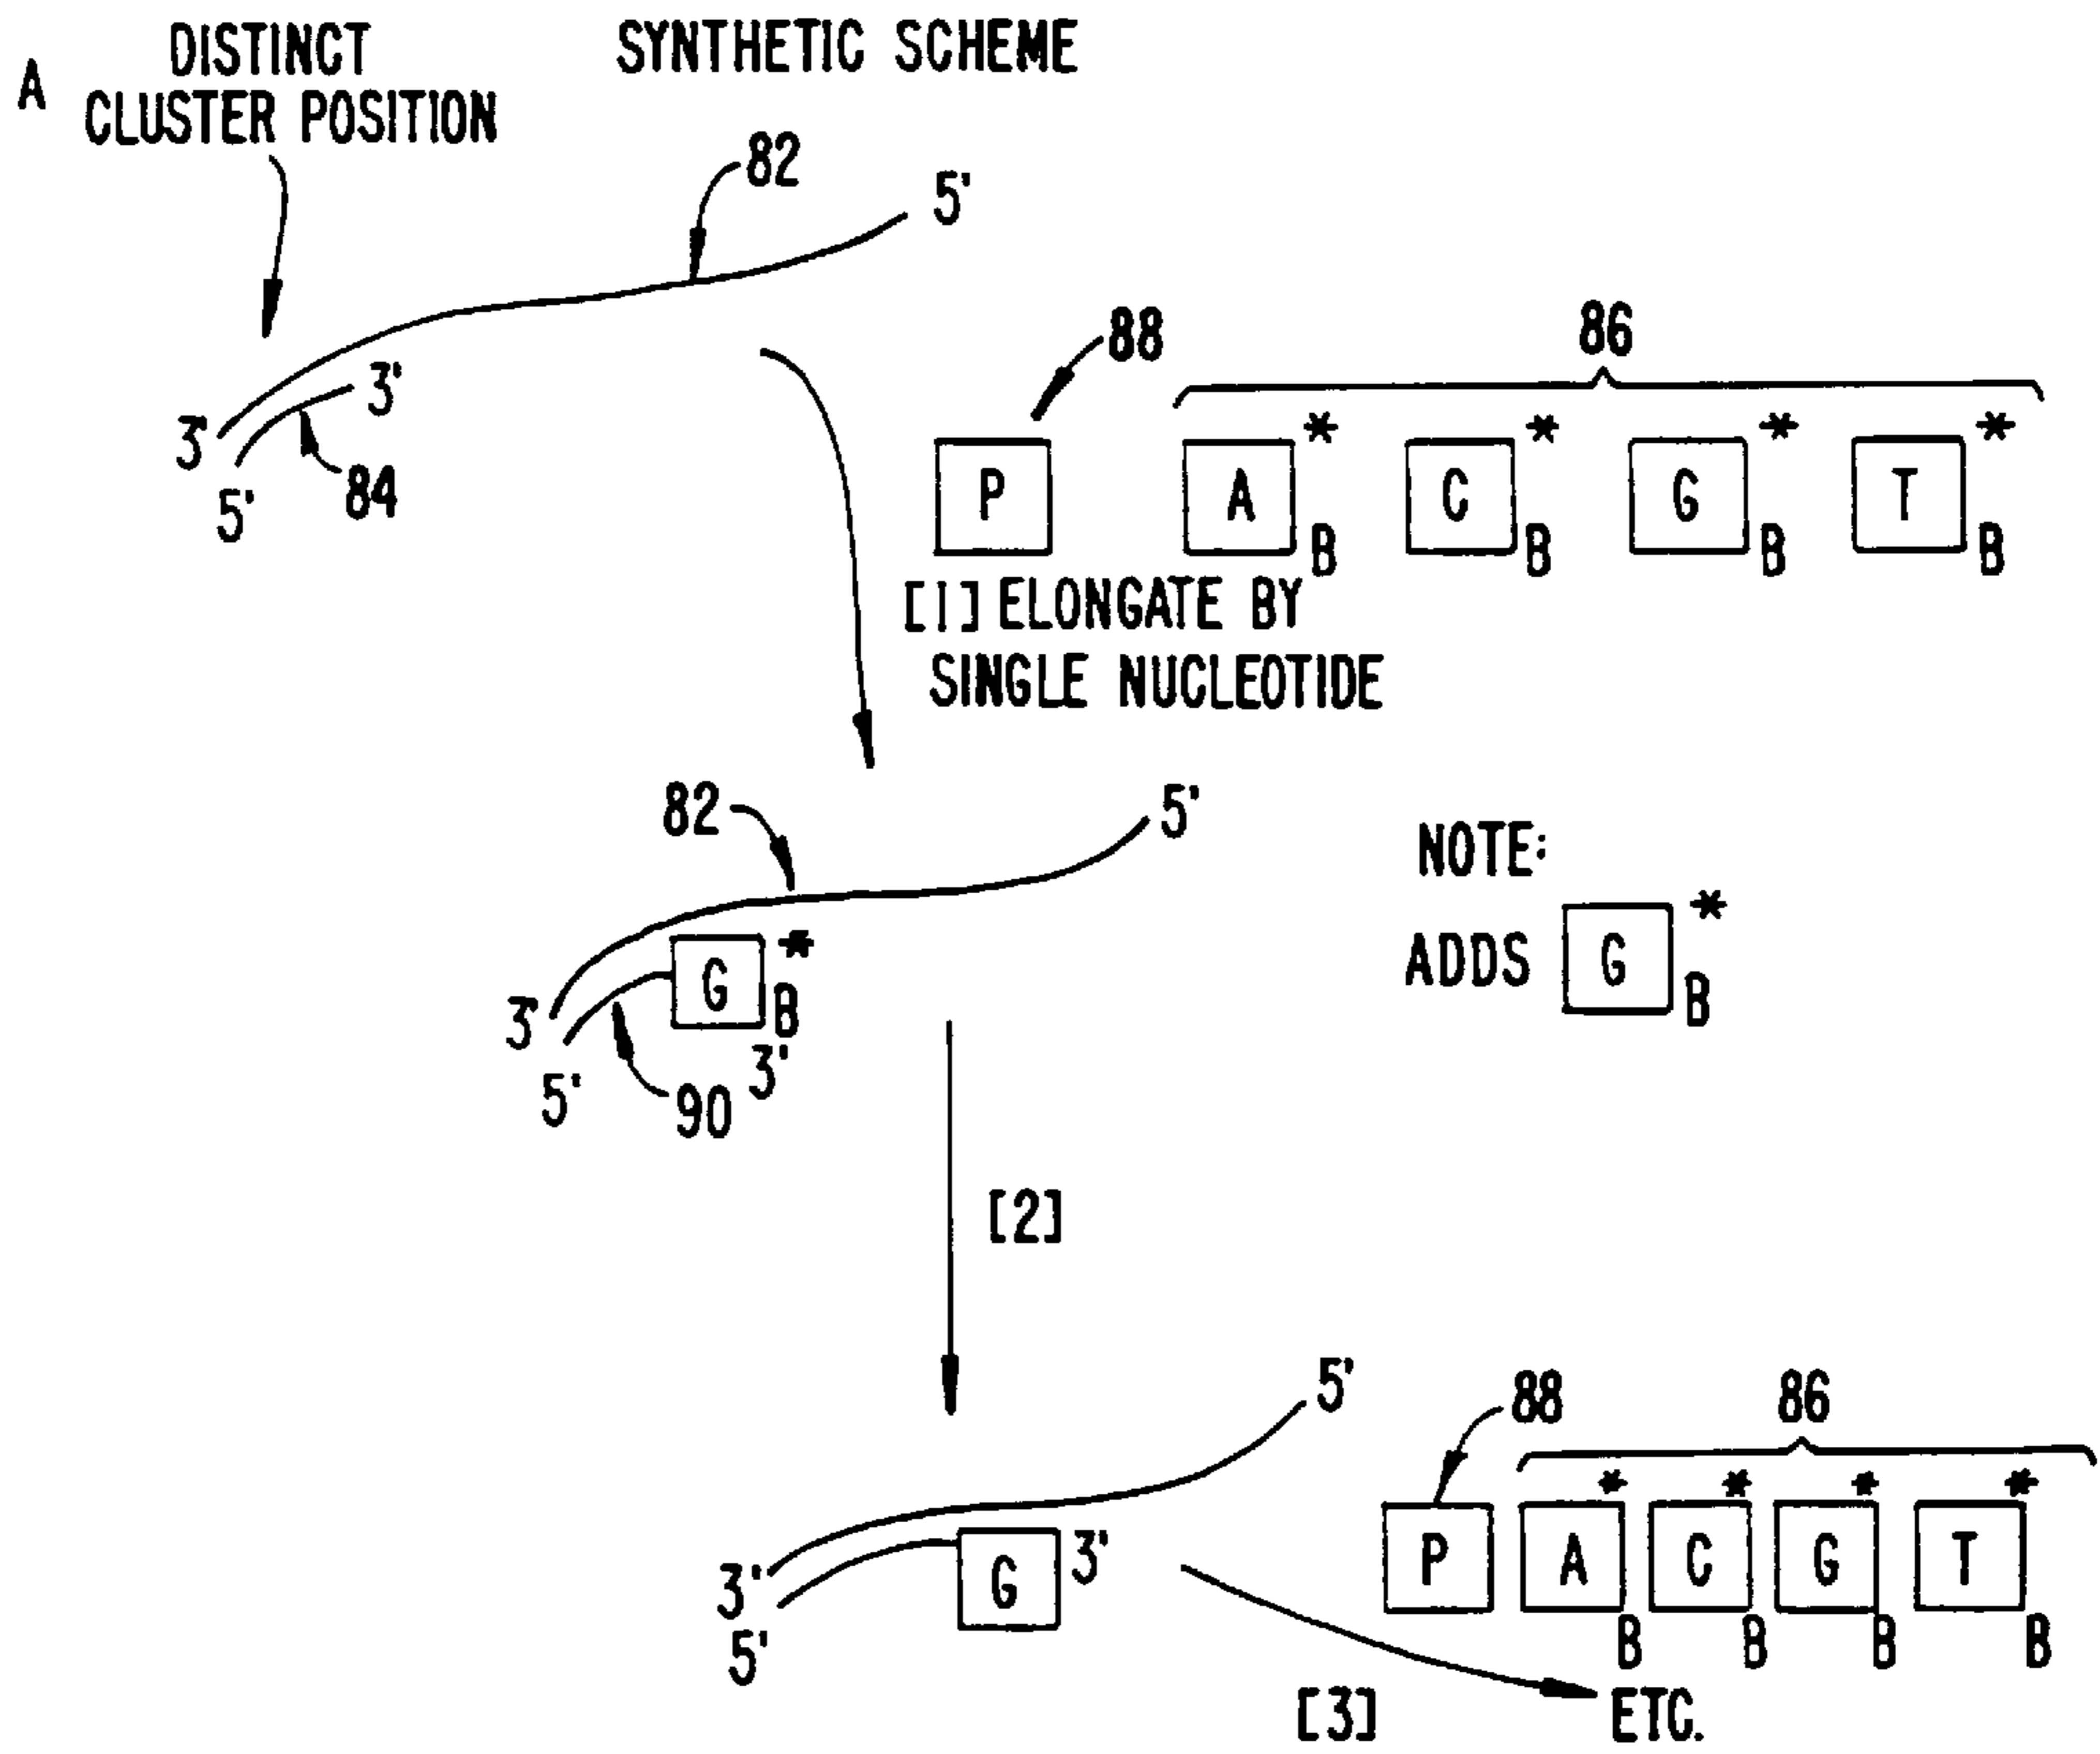 A
DISTINCT
CLUSTER POSITION
SYNTHETIC SCHEME
82
5'
3'
3'
5'
84
88
86
P
A * B
C * B
G * B
T * B
[1] ELONGATE BY
SINGLE NUCLEOTIDE
82
5'
G * B
3'
3'
5'
90
NOTE:
ADDS G * B
[2]
5'
3'
5'
G 3'
88
86
P
A * B
C * B
G * B
T * B
[3]
ETC.